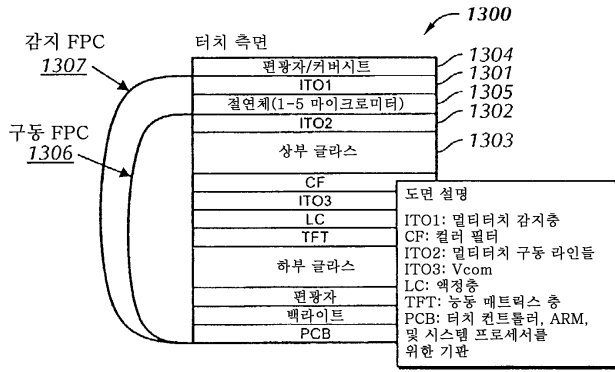 1300
감지 FPC
1307
터치 측면
편광자/커버시트
1304
ITO1
1301
절연체(1-5 마이크로미터)
1305
ITO2
1302
구동 FPC
1306
상부 글라스
1303
CF
ITO3
LC
TFT
하부 글라스
편광자
백라이트
PCB
도면 설명
ITO1: 멀티터치 감지층
CF: 컬러 필터
ITO2: 멀티터치 구동 라인들
ITO3: Vcom
LC: 액정층
TFT: 능동 매트릭스 층
PCB: 터치 컨트롤러, ARM,
및 시스템 프로세서를
위한 기판